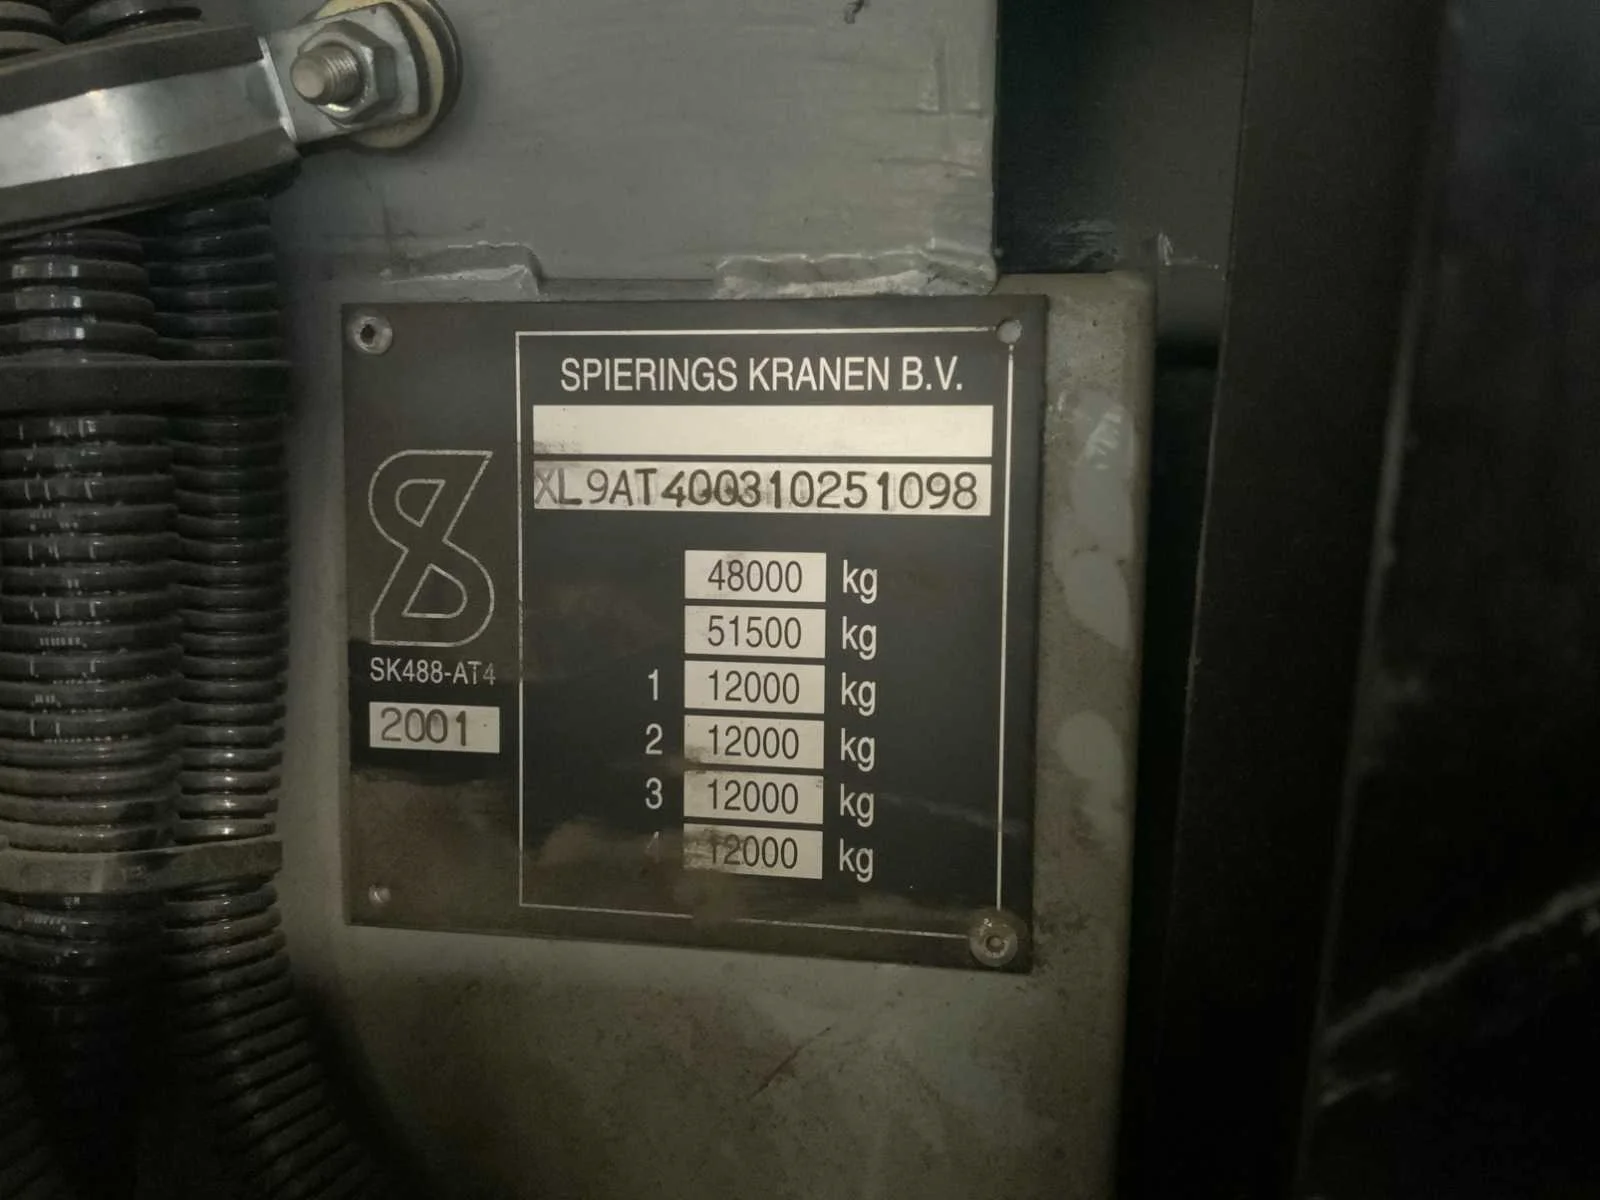 SPIERINGS KRANEN B.V.
XL9AT400310251098
48000 kg
51500 kg
1 12000 kg
2 12000 kg
3 12000 kg
4 12000 kg
SK488-AT4
2001